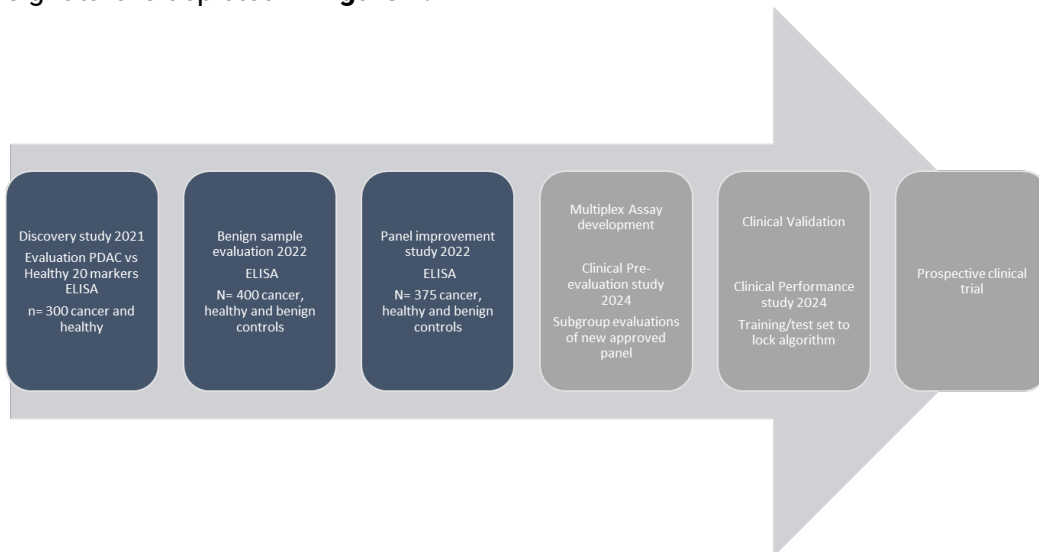 Discovery study 2021
Evaluation PDAC vs
Healthy 20 markers
ELISA
n= 300 cancer and
healthy
Benign sample
evaluation 2022
ELISA
N= 400 cancer,
healthy and benign
controls
Panel improvement
study 2022
ELISA
N= 375 cancer,
healthy and benign
controls
Multiplex Assay
development
Clinical Pre-
evaluation study
2024
Subgroup evaluations
of new approved
panel
Clinical Validation
Clinical Performance
study 2024
Training/test set to
lock algorithm
Prospective clinical
trial